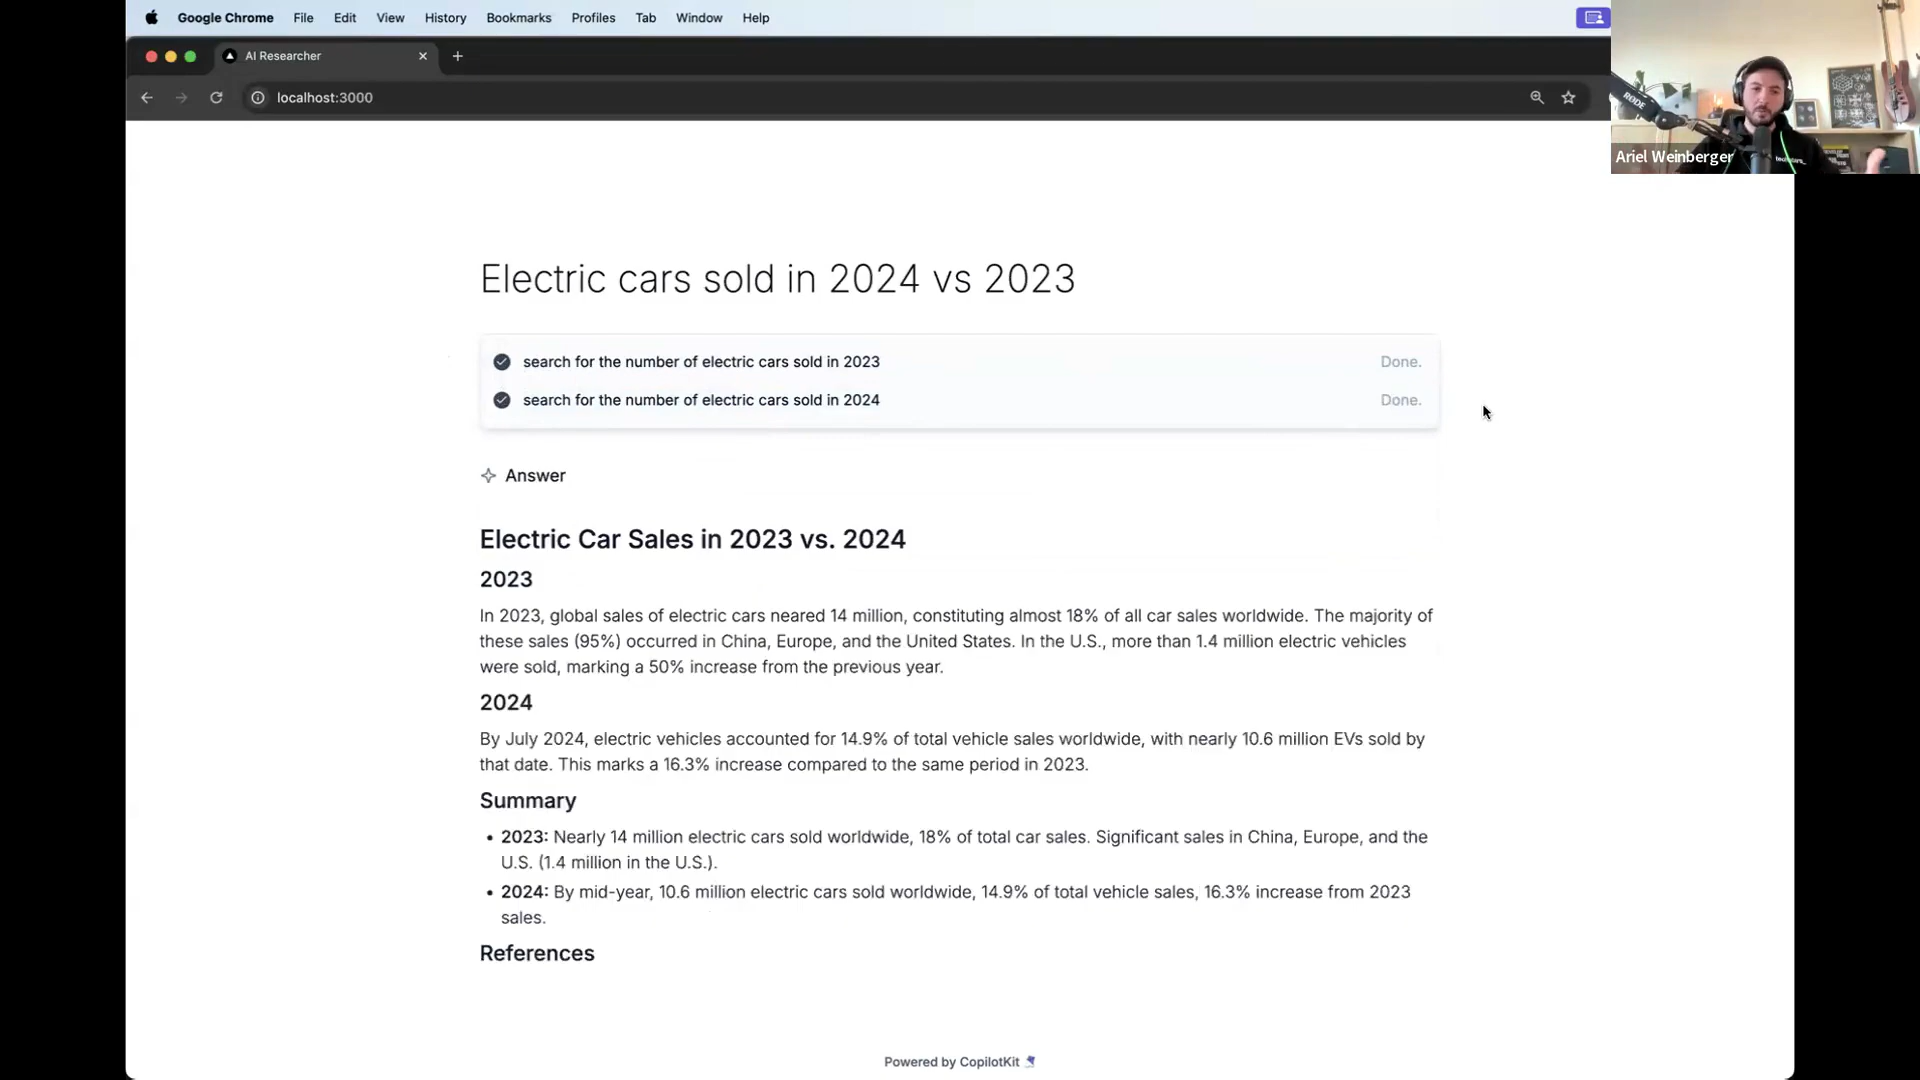 Google Chrome File Edit View History Bookmarks Profiles Tab Window Help
AI Researcher
localhost:3000
RODE
Ariel Weinberger
Electric cars sold in 2024 vs 2023
search for the number of electric cars sold in 2023 Done.
search for the number of electric cars sold in 2024 Done.
Answer
Electric Car Sales in 2023 vs. 2024
2023
In 2023, global sales of electric cars neared 14 million, constituting almost 18% of all car sales worldwide. The majority of
these sales (95%) occurred in China, Europe, and the United States. In the U.S., more than 1.4 million electric vehicles
were sold, marking a 50% increase from the previous year.
2024
By July 2024, electric vehicles accounted for 14.9% of total vehicle sales worldwide, with nearly 10.6 million EVs sold by
that date. This marks a 16.3% increase compared to the same period in 2023.
Summary
• 2023: Nearly 14 million electric cars sold worldwide, 18% of total car sales. Significant sales in China, Europe, and the
U.S. (1.4 million in the U.S.).
• 2024: By mid-year, 10.6 million electric cars sold worldwide, 14.9% of total vehicle sales, 16.3% increase from 2023
sales.
References
Powered by CopilotKit